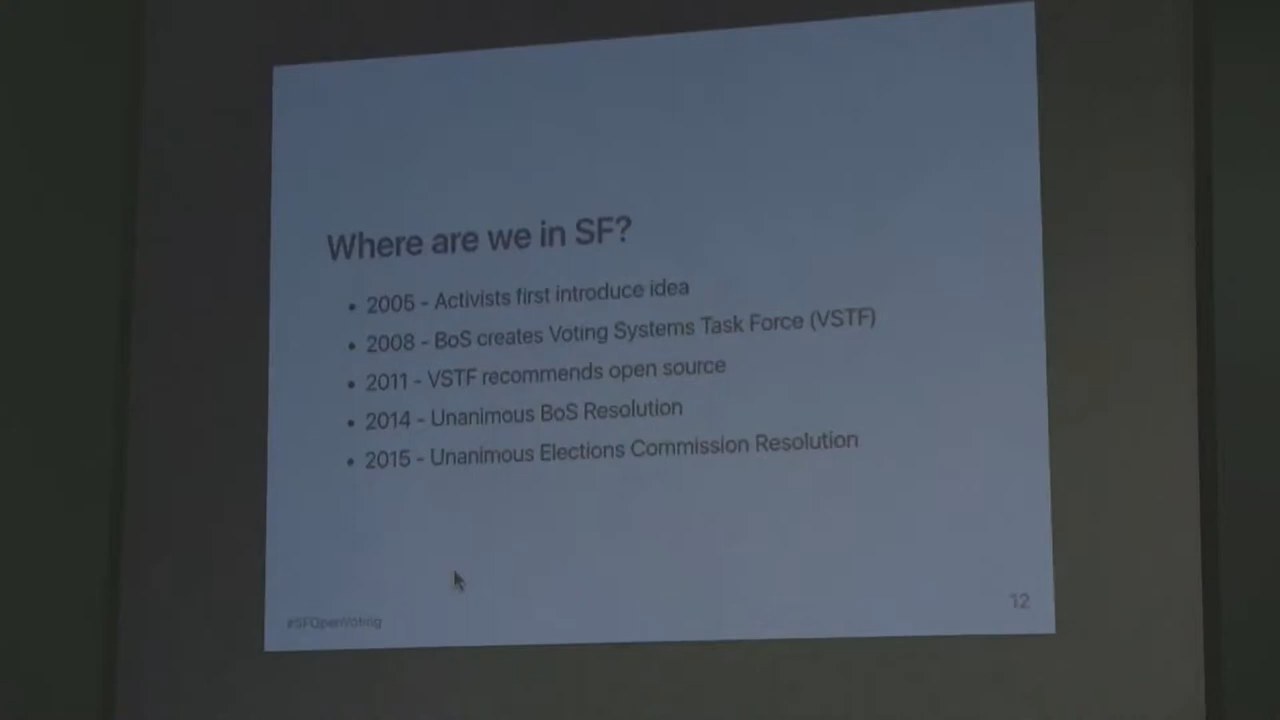 Where are we in SF?
• 2005 - Activists first introduce idea
• 2008 - BoS creates Voting Systems Task Force (VSTF)
• 2011 - VSTF recommends open source
• 2014 - Unanimous BoS Resolution
• 2015 - Unanimous Elections Commission Resolution
#SFOpenVoting
12